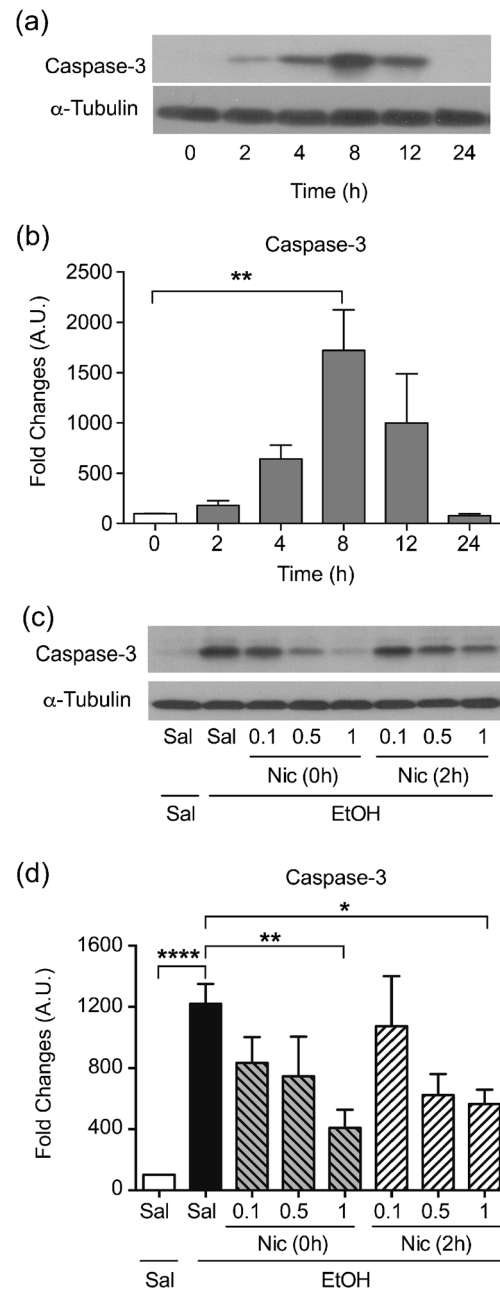 (a)
Caspase-3
α-Tubulin
0 2 4 8 12 24
Time (h)
(b)
Caspase-3
**
Fold Changes (A.U.)
2500
2000
1500
1000
500
0
0 2 4 8 12 24
Time (h)
(c)
Caspase-3
α-Tubulin
Sal Sal 0.1 0.5 1 0.1 0.5 1
Nic (0h) Nic (2h)
Sal EtOH
(d)
Caspase-3
*
**
****
Fold Changes (A.U.)
1600
1200
800
400
0
Sal Sal 0.1 0.5 1 0.1 0.5 1
Nic (0h) Nic (2h)
Sal EtOH